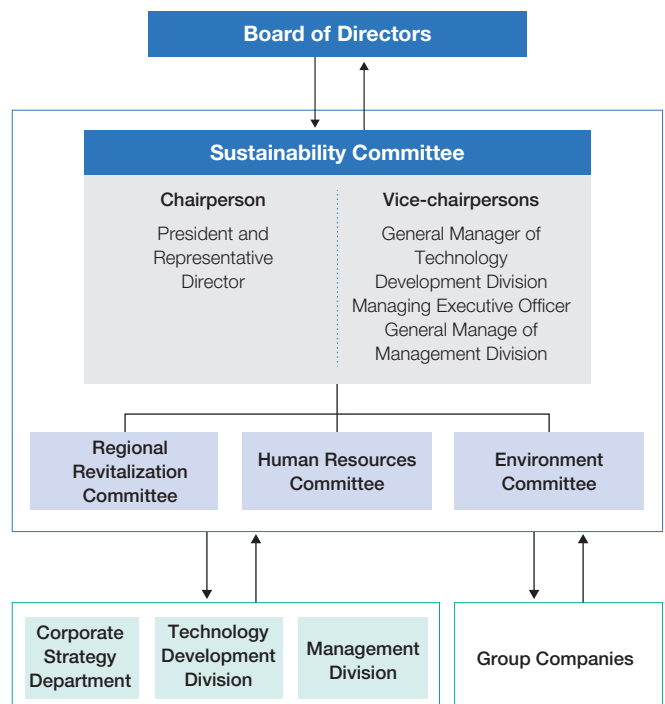 Board of Directors
Sustainability Committee
Chairperson
President and
Representative
Director
Vice-chairpersons
General Manager of
Technology
Development Division
Managing Executive Officer
General Manage of
Management Division
Regional
Revitalization
Committee
Human Resources
Committee
Environment
Committee
Corporate
Strategy
Department
Technology
Development
Division
Management
Division
Group Companies